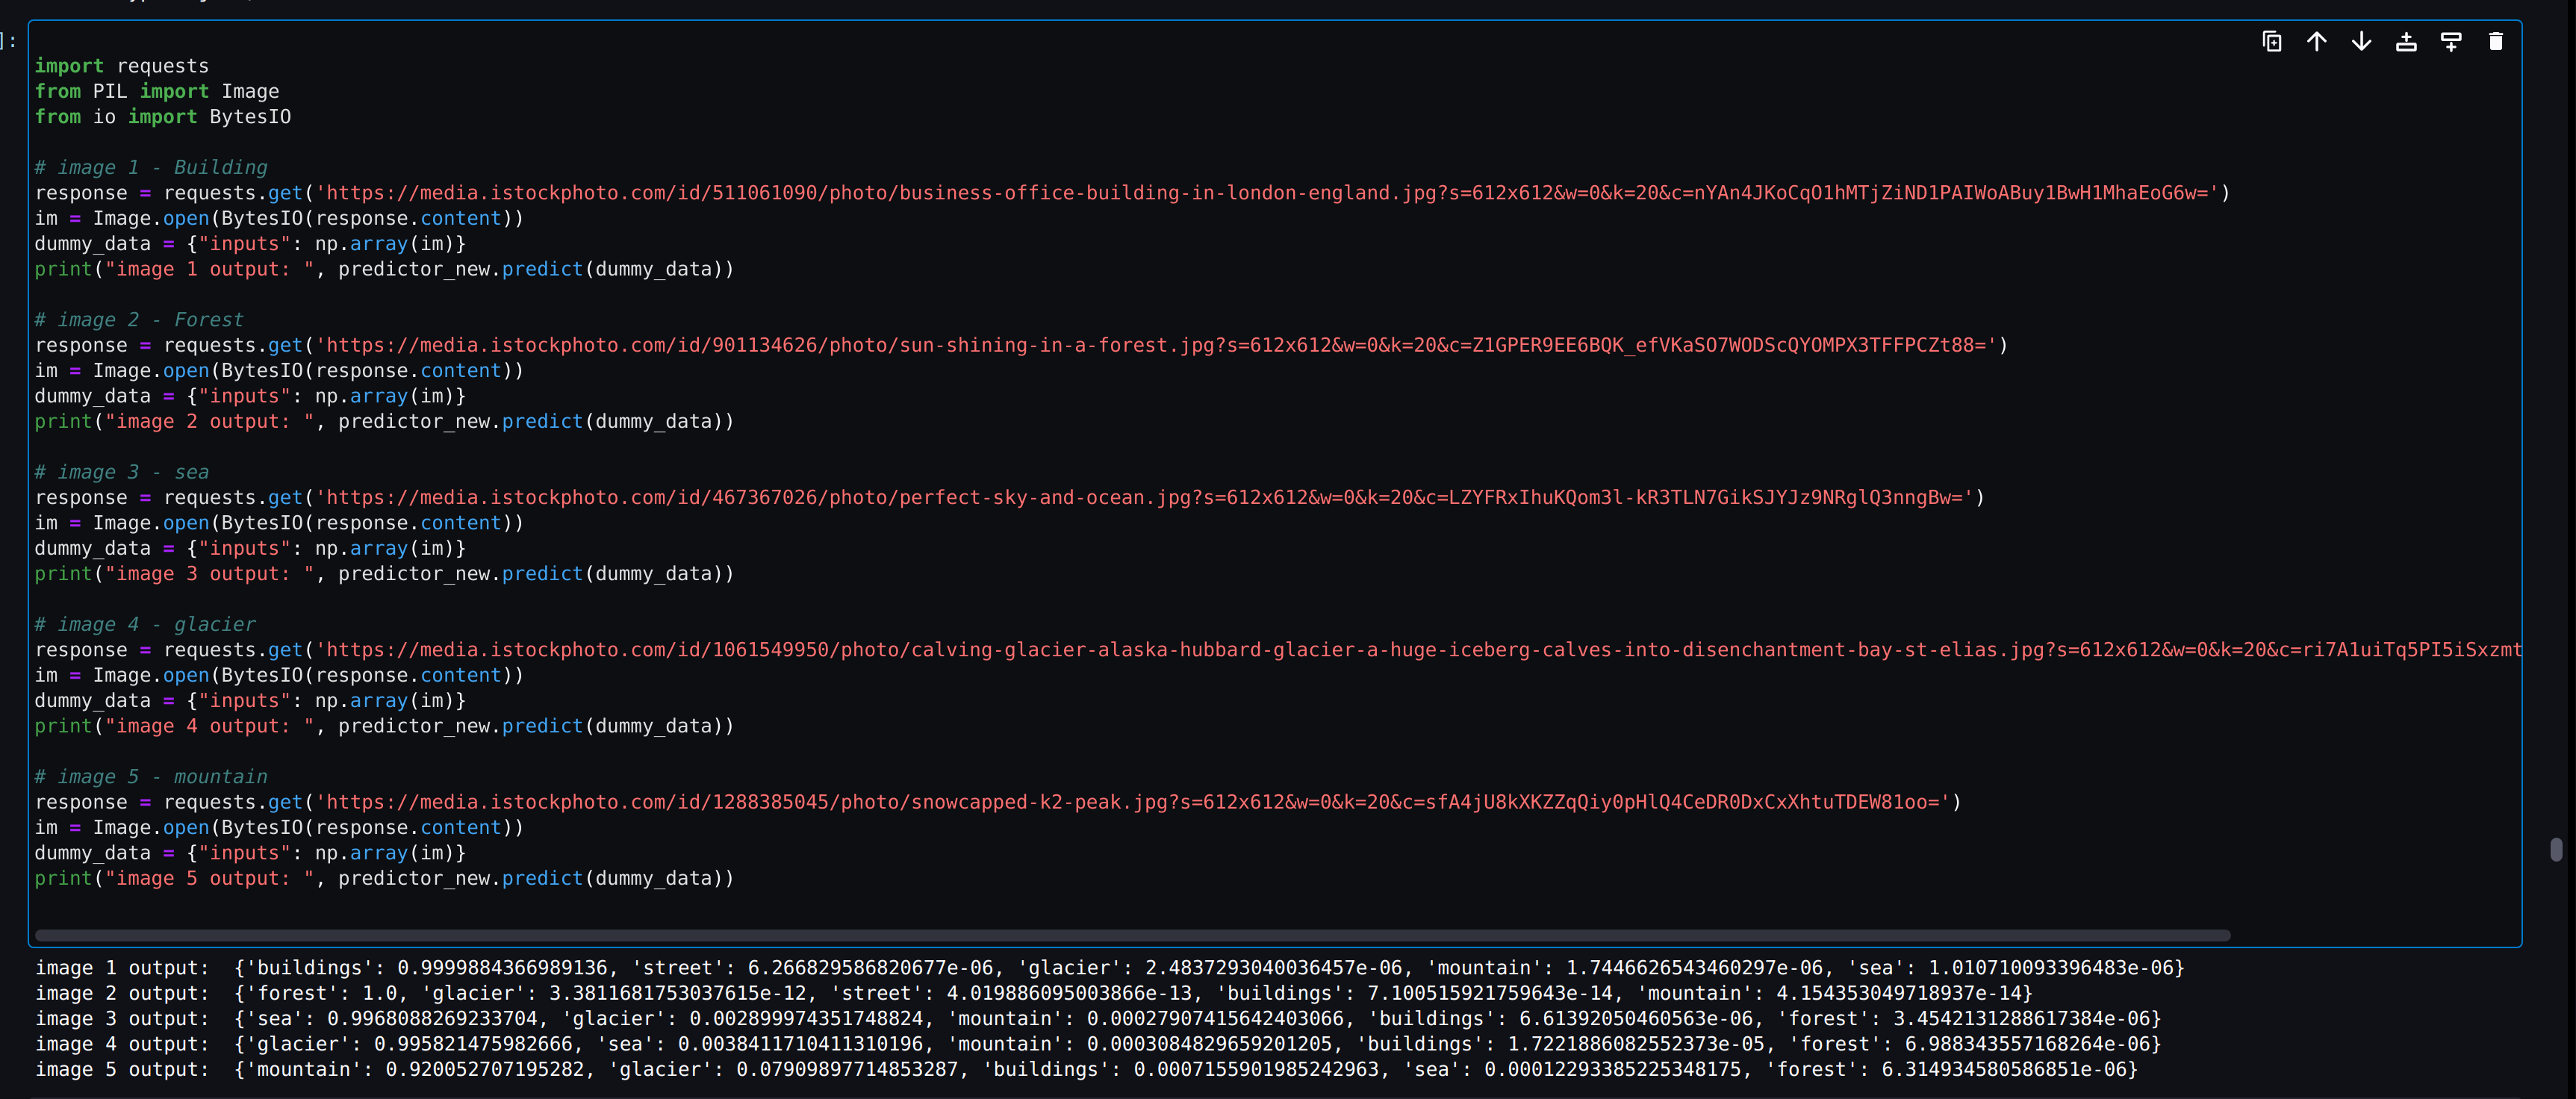 ]:
import requests
from PIL import Image
from io import BytesIO
# image 1 - Building
response = requests.get('https://media.istockphoto.com/id/511061090/photo/business-office-building-in-london-england.jpg?s=612x612&w=0&k=20&c=nYAn4JKoCqO1hMTjZiND1PAIWoABuy1BwH1MhaEoG6w=')
im = Image.open(BytesIO(response.content))
dummy_data = {"inputs": np.array(im)}
print("image 1 output: ", predictor_new.predict(dummy_data))
# image 2 - Forest
response = requests.get('https://media.istockphoto.com/id/901134626/photo/sun-shining-in-a-forest.jpg?s=612x612&w=0&k=20&c=Z1GPER9EE6BQK_efVKaSO7WODScQYOMPX3TFFPCZt88=')
im = Image.open(BytesIO(response.content))
dummy_data = {"inputs": np.array(im)}
print("image 2 output: ", predictor_new.predict(dummy_data))
# image 3 - sea
response = requests.get('https://media.istockphoto.com/id/467367026/photo/perfect-sky-and-ocean.jpg?s=612x612&w=0&k=20&c=LZYFRxIhuKQom3l-kR3TLN7GikSJYJz9NRglQ3nngBw=')
im = Image.open(BytesIO(response.content))
dummy_data = {"inputs": np.array(im)}
print("image 3 output: ", predictor_new.predict(dummy_data))
# image 4 - glacier
response = requests.get('https://media.istockphoto.com/id/1061549950/photo/calving-glacier-alaska-hubbard-glacier-a-huge-iceberg-calves-into-disenchantment-bay-st-elias.jpg?s=612x612&w=0&k=20&c=ri7A1uiTq5PI5iSxzmt
im = Image.open(BytesIO(response.content))
dummy_data = {"inputs": np.array(im)}
print("image 4 output: ", predictor_new.predict(dummy_data))
# image 5 - mountain
response = requests.get('https://media.istockphoto.com/id/1288385045/photo/snowcapped-k2-peak.jpg?s=612x612&w=0&k=20&c=sfA4jU8kXKZZqQiy0pHlQ4CeDR0DxCxXhtuTDEW81oo=')
im = Image.open(BytesIO(response.content))
dummy_data = {"inputs": np.array(im)}
print("image 5 output: ", predictor_new.predict(dummy_data))
image 1 output:  {'buildings': 0.9999884366989136, 'street': 6.266829586820677e-06, 'glacier': 2.4837293040036457e-06, 'mountain': 1.7446626543460297e-06, 'sea': 1.010710093396483e-06}
image 2 output:  {'forest': 1.0, 'glacier': 3.3811681753037615e-12, 'street': 4.019886095003866e-13, 'buildings': 7.100515921759643e-14, 'mountain': 4.154353049718937e-14}
image 3 output:  {'sea': 0.9968088269233704, 'glacier': 0.002899974351748824, 'mountain': 0.00027907415642403066, 'buildings': 6.61392050460563e-06, 'forest': 3.4542131288617384e-06}
image 4 output:  {'glacier': 0.995821475982666, 'sea': 0.0038411710411310196, 'mountain': 0.0003084829659201205, 'buildings': 1.7221886082552373e-05, 'forest': 6.988343557168264e-06}
image 5 output:  {'mountain': 0.920052707195282, 'glacier': 0.07909897714853287, 'buildings': 0.0007155901985242963, 'sea': 0.00012293385225348175, 'forest': 6.314934580586851e-06}